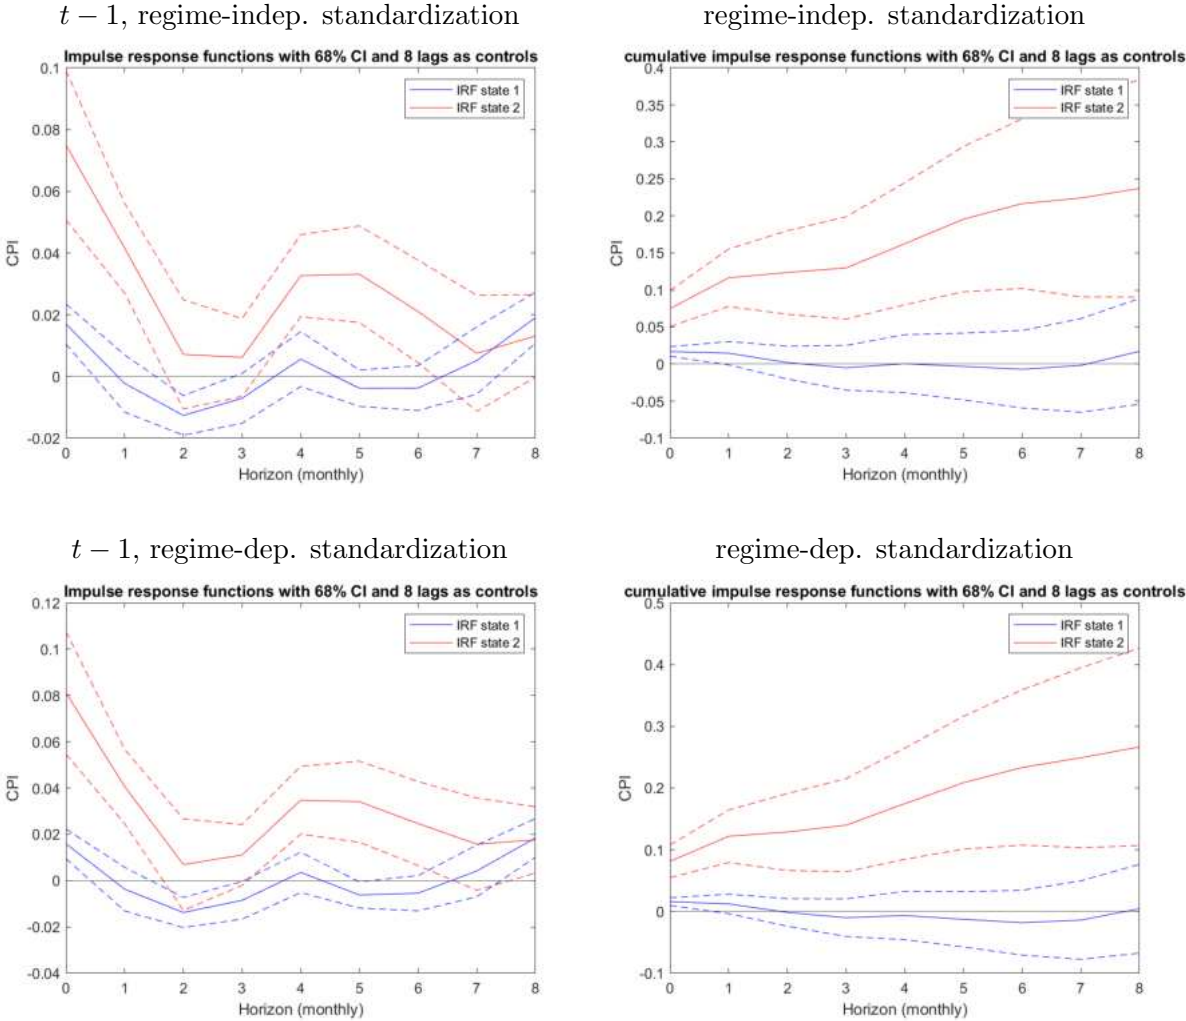 t − 1, regime-indep. standardization
regime-indep. standardization
Impulse response functions with 68% CI and 8 lags as controls
0.1
0.08
0.06
0.04
0.02
0
-0.02
CPI
IRF state 1
IRF state 2
0 1 2 3 4 5 6 7 8
Horizon (monthly)
cumulative impulse response functions with 68% CI and 8 lags as controls
0.4
0.35
0.3
0.25
0.2
0.15
0.1
0.05
0
-0.05
-0.1
CPI
IRF state 1
IRF state 2
0 1 2 3 4 5 6 7 8
Horizon (monthly)
t − 1, regime-dep. standardization
regime-dep. standardization
Impulse response functions with 68% CI and 8 lags as controls
0.12
0.1
0.08
0.06
0.04
0.02
0
-0.02
-0.04
CPI
IRF state 1
IRF state 2
0 1 2 3 4 5 6 7 8
Horizon (monthly)
cumulative impulse response functions with 68% CI and 8 lags as controls
0.5
0.4
0.3
0.2
0.1
0
-0.1
CPI
IRF state 1
IRF state 2
0 1 2 3 4 5 6 7 8
Horizon (monthly)